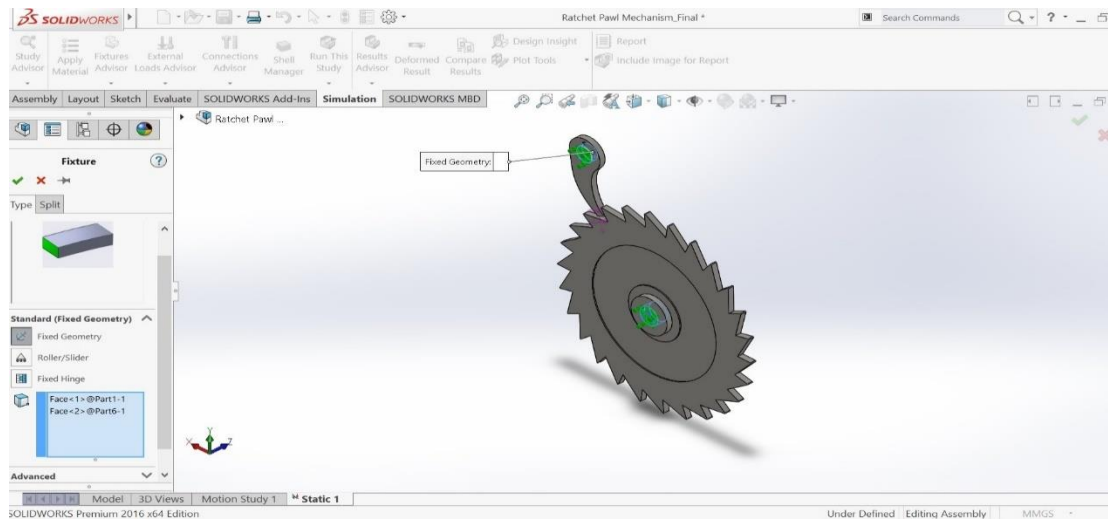 SOLIDWORKS
Ratchet Pawl Mechanism_Final *
Search Commands
?
Study Advisor
Apply Material
Fixtures Advisor
External Loads Advisor
Connections Advisor
Shell Manager
Run This Study
Results Advisor
Deformed Result
Compare Results
Design Insight
Plot Tools
Report
Include Image for Report
Assembly Layout Sketch Evaluate SOLIDWORKS Add-Ins Simulation SOLIDWORKS MBD
Ratchet Pawl ...
Fixture
?
Type Split
Fixed Geometry:
Standard (Fixed Geometry)
Fixed Geometry
Roller/Slider
Fixed Hinge
Face<1>@Part1-1
Face<2>@Part6-1
X
Y
Z
Advanced
Model 3D Views Motion Study 1 Static 1
SOLIDWORKS Premium 2016 x64 Edition
Under Defined Editing Assembly MMGS